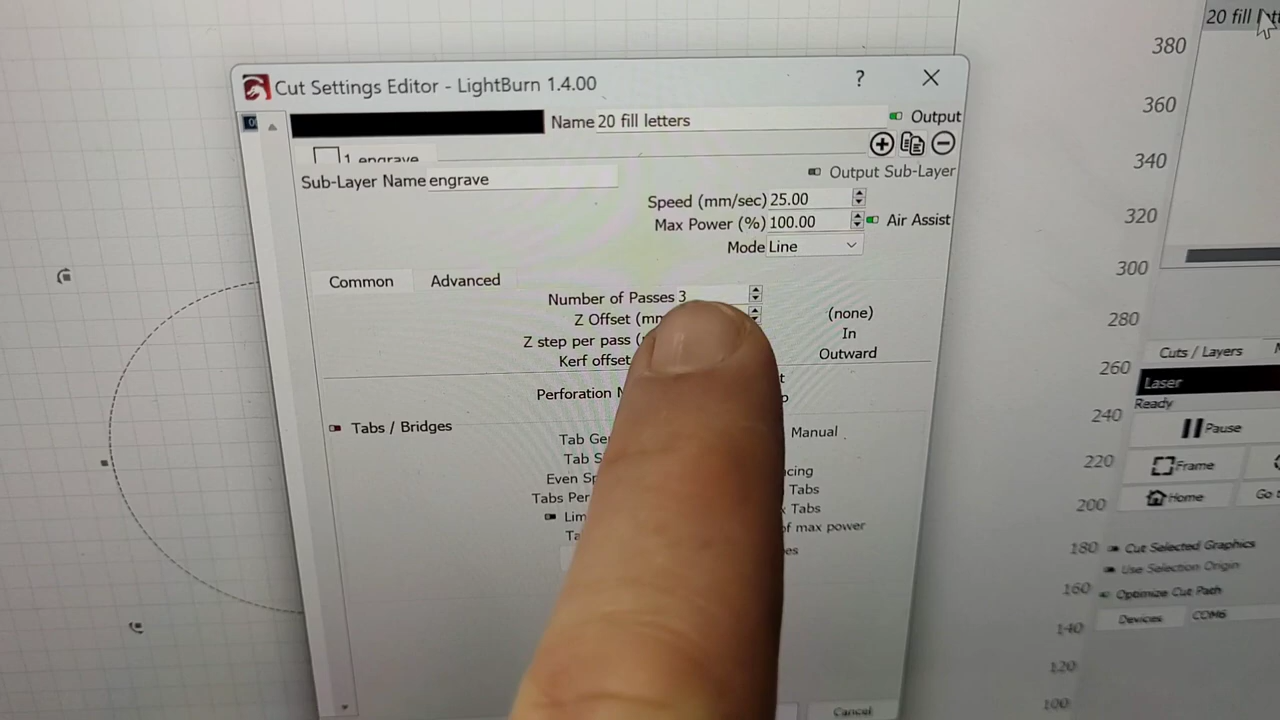 20 fill
Cut Settings Editor - LightBurn 1.4.00
?
Name 20 fill letters
Output
1 engrave
Sub-Layer Name engrave
Output Sub-Layer
Speed (mm/sec) 25.00
Max Power (%) 100.00
Air Assist
Mode Line
Common
Advanced
Number of Passes 3
Z Offset
(none)
Z step per pass
In
Kerf offset
Outward
Perforation
Tabs / Bridges
Manual
Tab
Tab
Even
Tabs
Tabs Per
Tabs
of max power
Cancel
380
360
340
320
300
280
260
240
220
200
180
160
140
120
100
Cuts / Layers
Laser
Ready
Pause
Frame
Home
Go
Cut Selected Graphics
Use Selection Origin
Optimize Cut Path
Devices
COM6